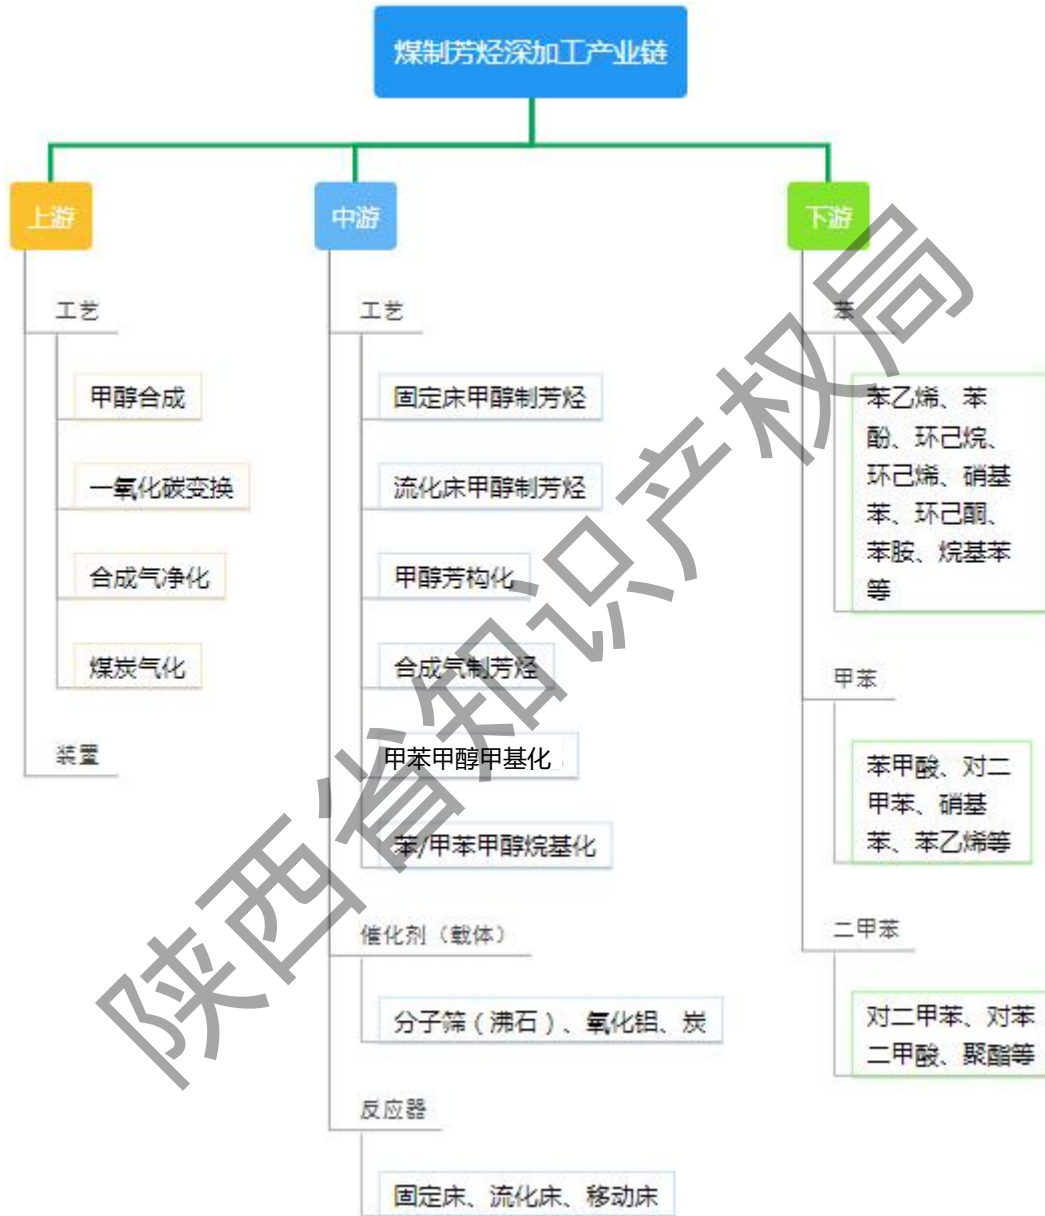 煤制芳烃深加工产业链
上游
工艺
甲醇合成
一氧化碳变换
合成气净化
煤炭气化
装置
中游
工艺
固定床甲醇制芳烃
流化床甲醇制芳烃
甲醇芳构化
合成气制芳烃
甲苯甲醇甲基化
苯/甲苯甲醇烷基化
催化剂（载体）
分子筛（沸石）、氧化铝、炭
反应器
固定床、流化床、移动床
下游
苯
苯乙烯、苯
酚、环己烷、
环己烯、硝基
苯、环己酮、
苯胺、烷基苯
等
甲苯
苯甲酸、对二
甲苯、硝基
苯、苯乙烯等
二甲苯
对二甲苯、对苯
二甲酸、聚酯等
陕西省知识产权局